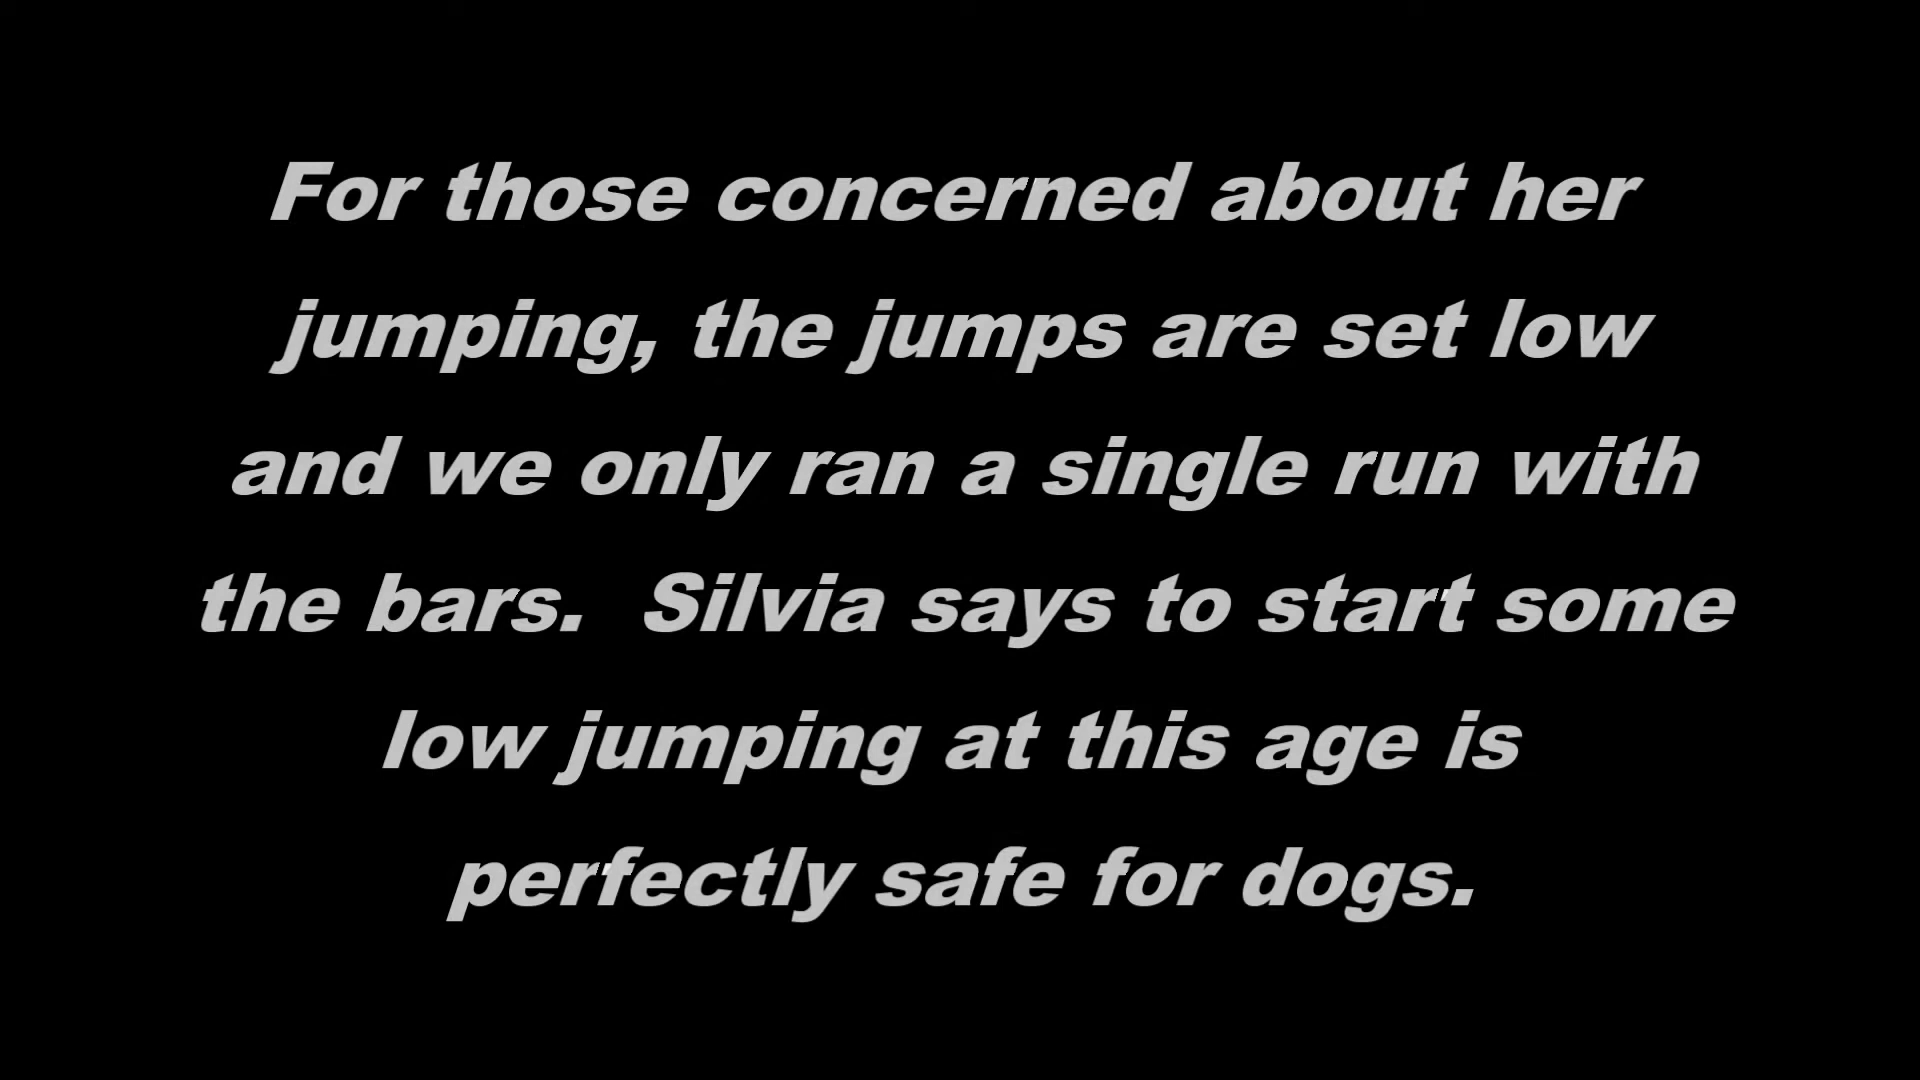 For those concerned about her
jumping, the jumps are set low
and we only ran a single run with
the bars.  Silvia says to start some
low jumping at this age is
perfectly safe for dogs.